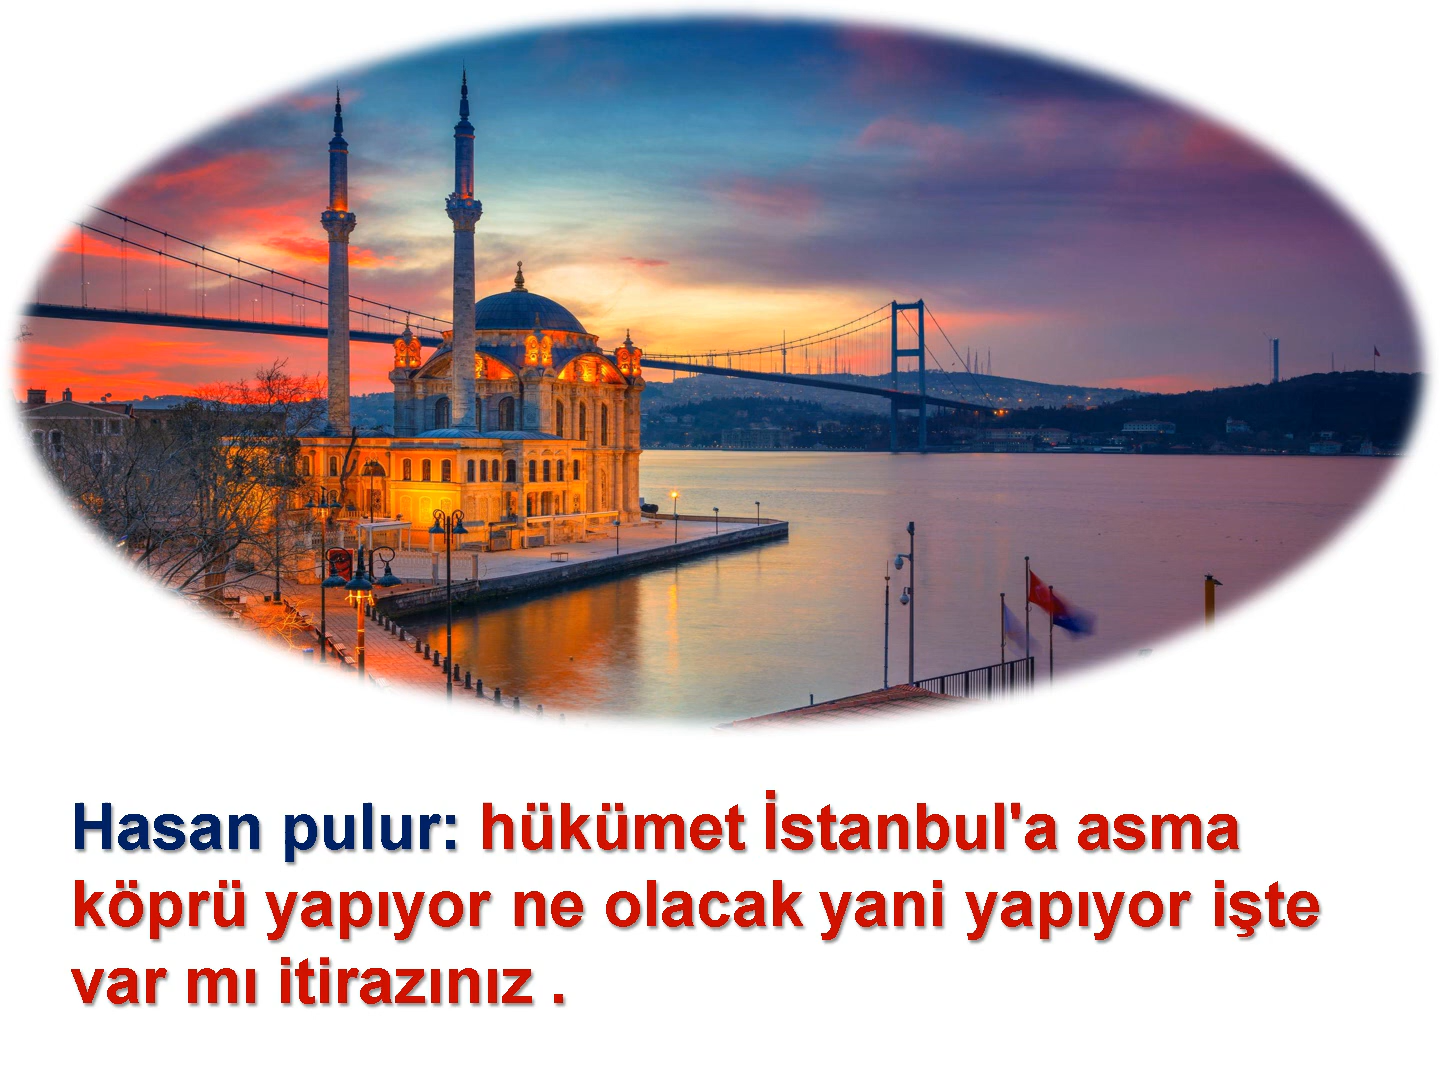 Hasan pulur: hükümet İstanbul'a asma
köprü yapıyor ne olacak yani yapıyor işte
var mı itirazınız .